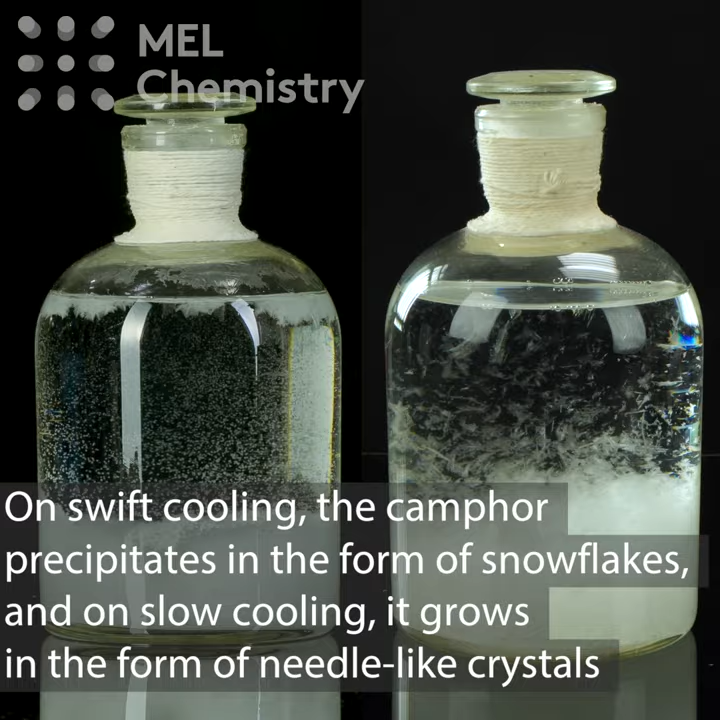 MEL
Chemistry
On swift cooling, the camphor
precipitates in the form of snowflakes,
and on slow cooling, it grows
in the form of needle-like crystals